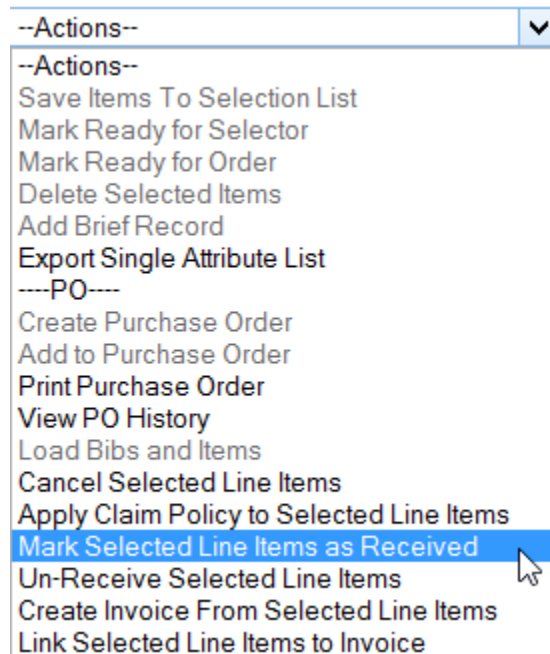 --Actions--
--Actions--
Save Items To Selection List
Mark Ready for Selector
Mark Ready for Order
Delete Selected Items
Add Brief Record
Export Single Attribute List
----PO----
Create Purchase Order
Add to Purchase Order
Print Purchase Order
View PO History
Load Bibs and Items
Cancel Selected Line Items
Apply Claim Policy to Selected Line Items
Mark Selected Line Items as Received
Un-Receive Selected Line Items
Create Invoice From Selected Line Items
Link Selected Line Items to Invoice